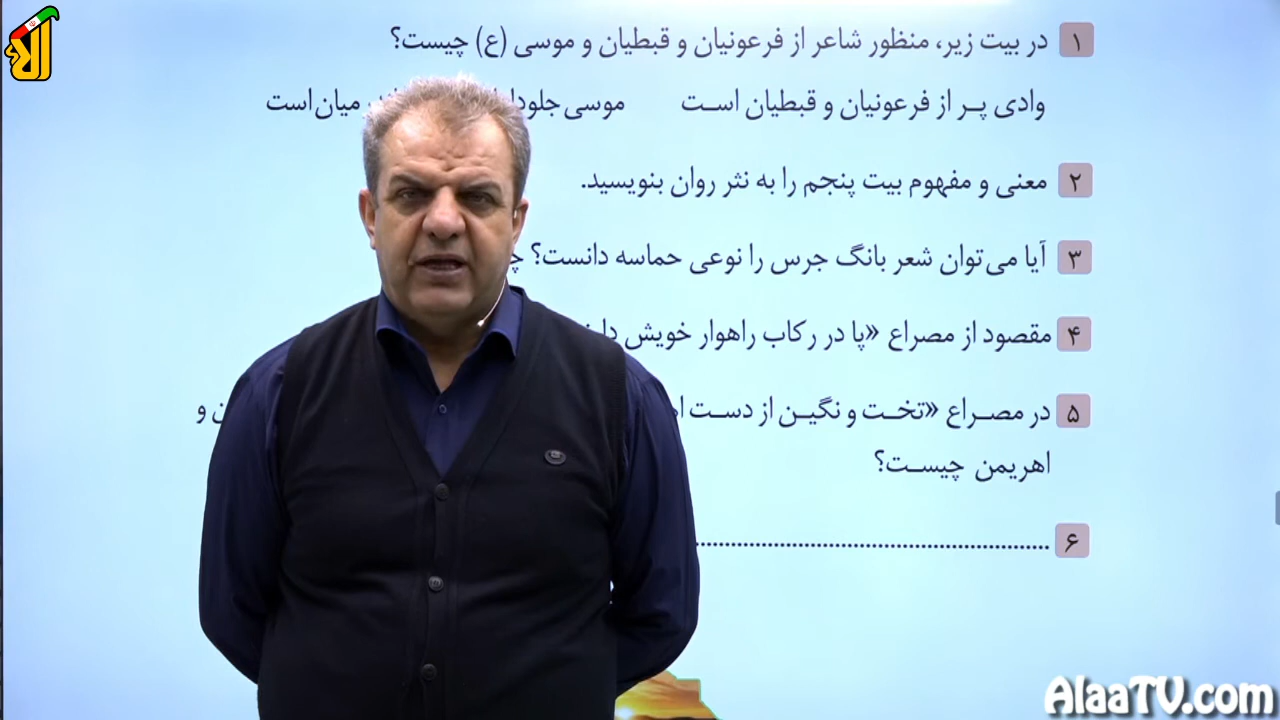 ۱ در بیت زیر، منظور شاعر از فرعونیان و قبطیان و موسی (ع) چیست؟
وادی پـر از فرعونیان و قبطیان اسـت موسی میان است
۲ معنی و مفهوم بیت پنجم را به نثر روان بنویسید.
۳ آیا می‌توان شعر بانگ جرس را نوعی حماسه دانست؟
۴ مقصود از مصراع «پا در رکاب راهوار خویش
۵ در مصـراع «تخـت و نگیـن از دسـت و
اهریمن چیسـت؟
۶ ......................................................
الا
AlaaTV.com